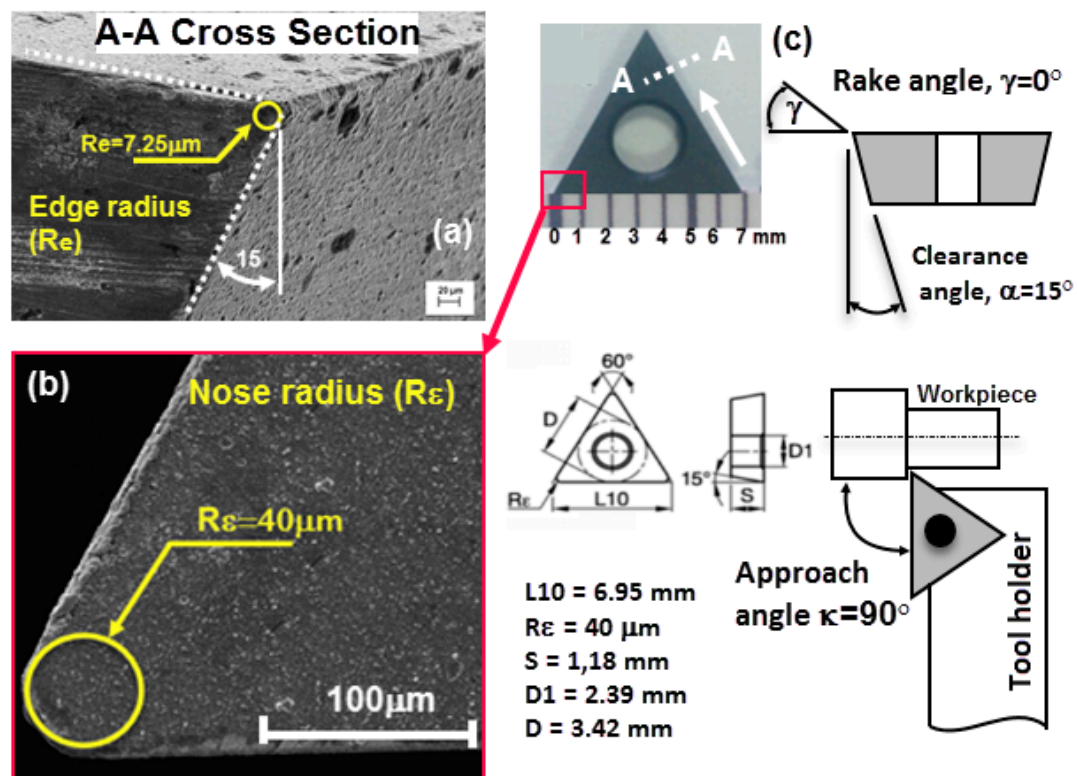 A-A Cross Section
Re=7.25µm
Edge radius
(Re)
15
(a)
20 µm
A
A
0 1 2 3 4 5 6 7 mm
(c)
Rake angle, γ=0°
γ
Clearance
angle, α=15°
(b)
Nose radius (Rε)
Rε=40µm
100µm
60°
D
Rε
L10
15°
S
D1
L10 = 6.95 mm
Rε = 40 µm
S = 1,18 mm
D1 = 2.39 mm
D = 3.42 mm
Workpiece
Approach
angle κ=90°
Tool holder